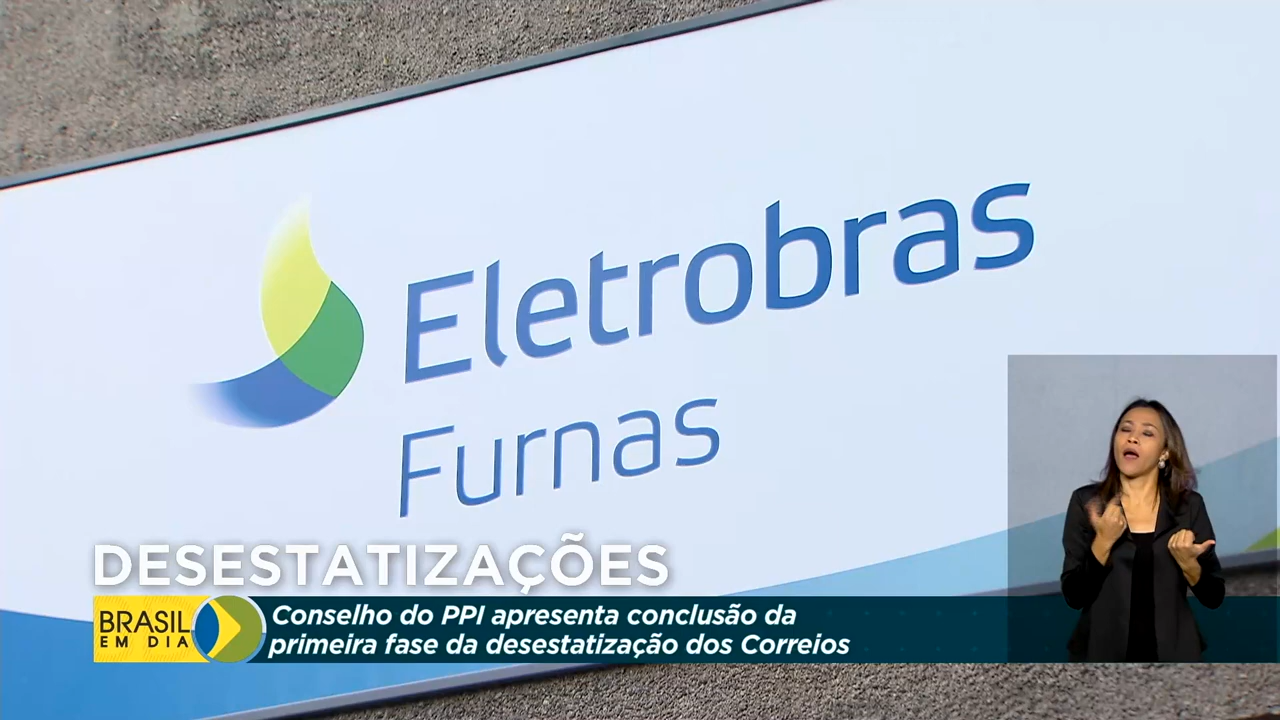 Eletrobras
Furnas
DESESTATIZAÇÕES
BRASIL
EM DIA
Conselho do PPI apresenta conclusão da
primeira fase da desestatização dos Correios